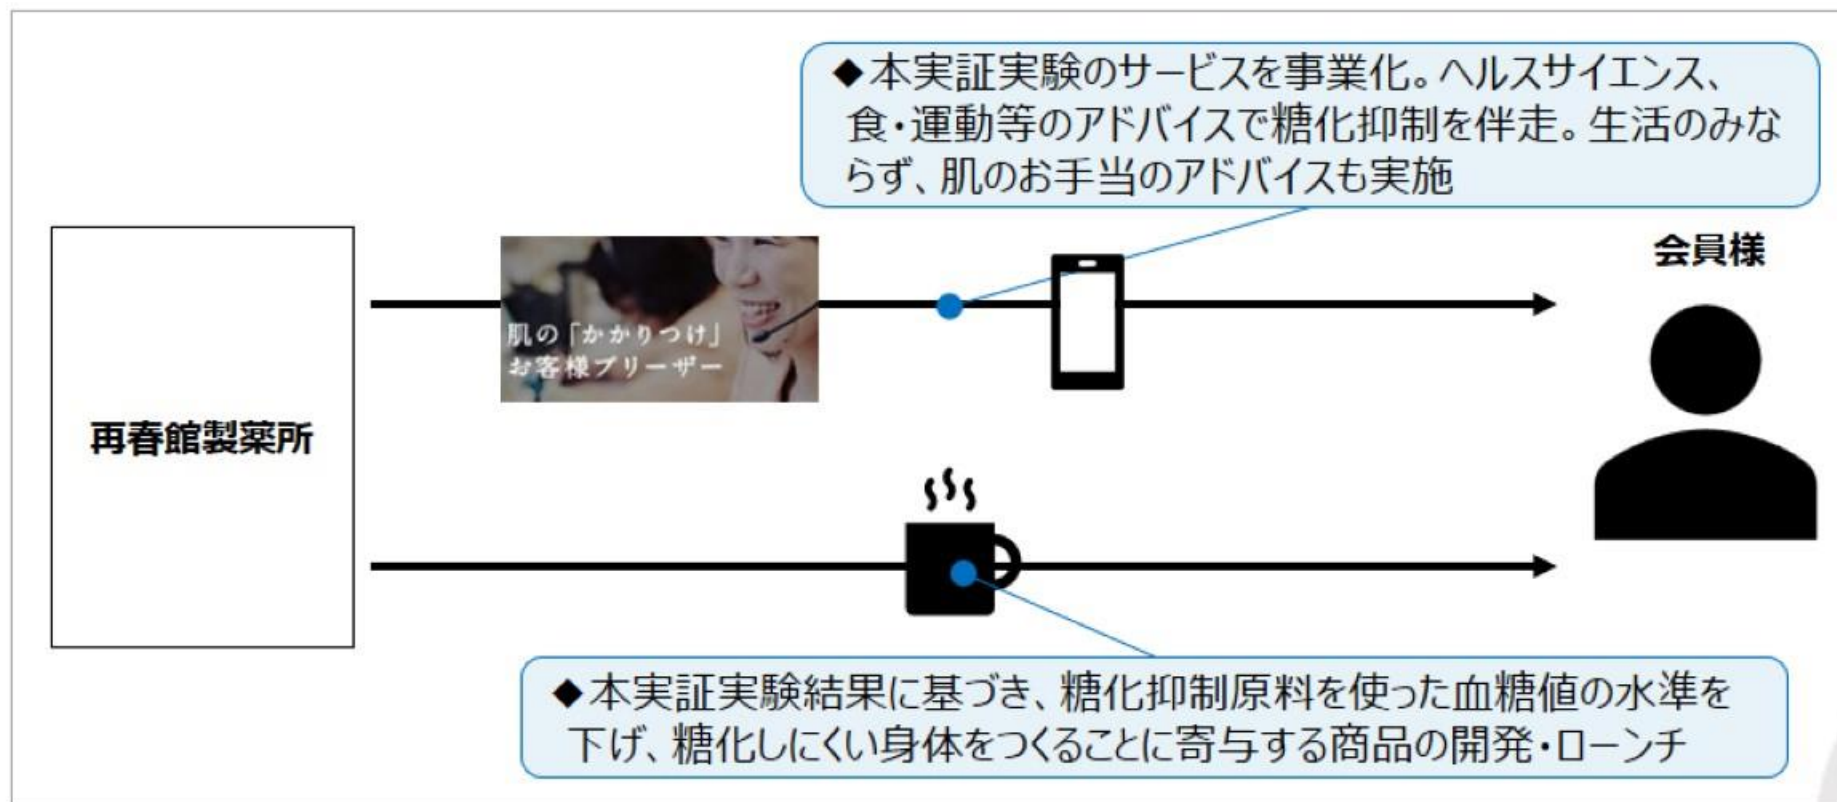 ◆本実証実験のサービスを事業化。ヘルスサイエンス、
食・運動等のアドバイスで糖化抑制を伴走。生活のみな
らず、肌のお手当のアドバイスも実施
会員様
肌の「かかりつけ」
お客様プリーザー
再春館製薬所
◆本実証実験結果に基づき、糖化抑制原料を使った血糖値の水準を
下げ、糖化しにくい身体をつくることに寄与する商品の開発・ローンチ